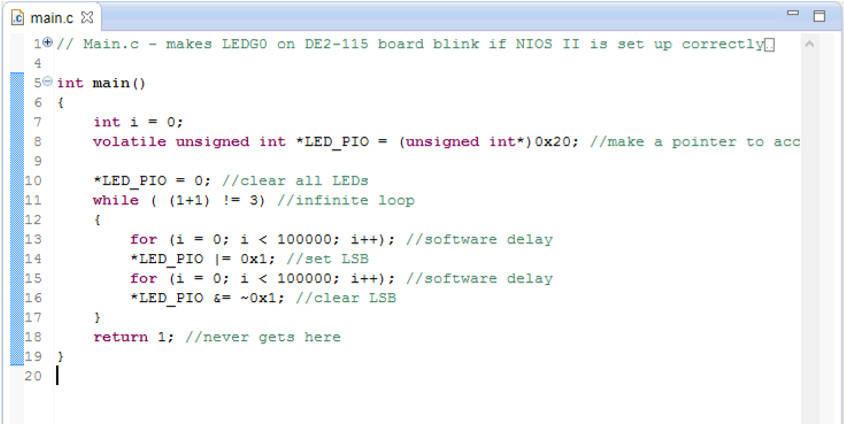 main.c
1 // Main.c - makes LEDG0 on DE2-115 board blink if NIOS II is set up correctly
4
5 int main()
6 {
7     int i = 0;
8     volatile unsigned int *LED_PIO = (unsigned int*)0x20; //make a pointer to acc
9
10     *LED_PIO = 0; //clear all LEDs
11     while ( (1+1) != 3) //infinite loop
12     {
13         for (i = 0; i < 100000; i++); //software delay
14         *LED_PIO |= 0x1; //set LSB
15         for (i = 0; i < 100000; i++); //software delay
16         *LED_PIO &= ~0x1; //clear LSB
17     }
18     return 1; //never gets here
19 }
20